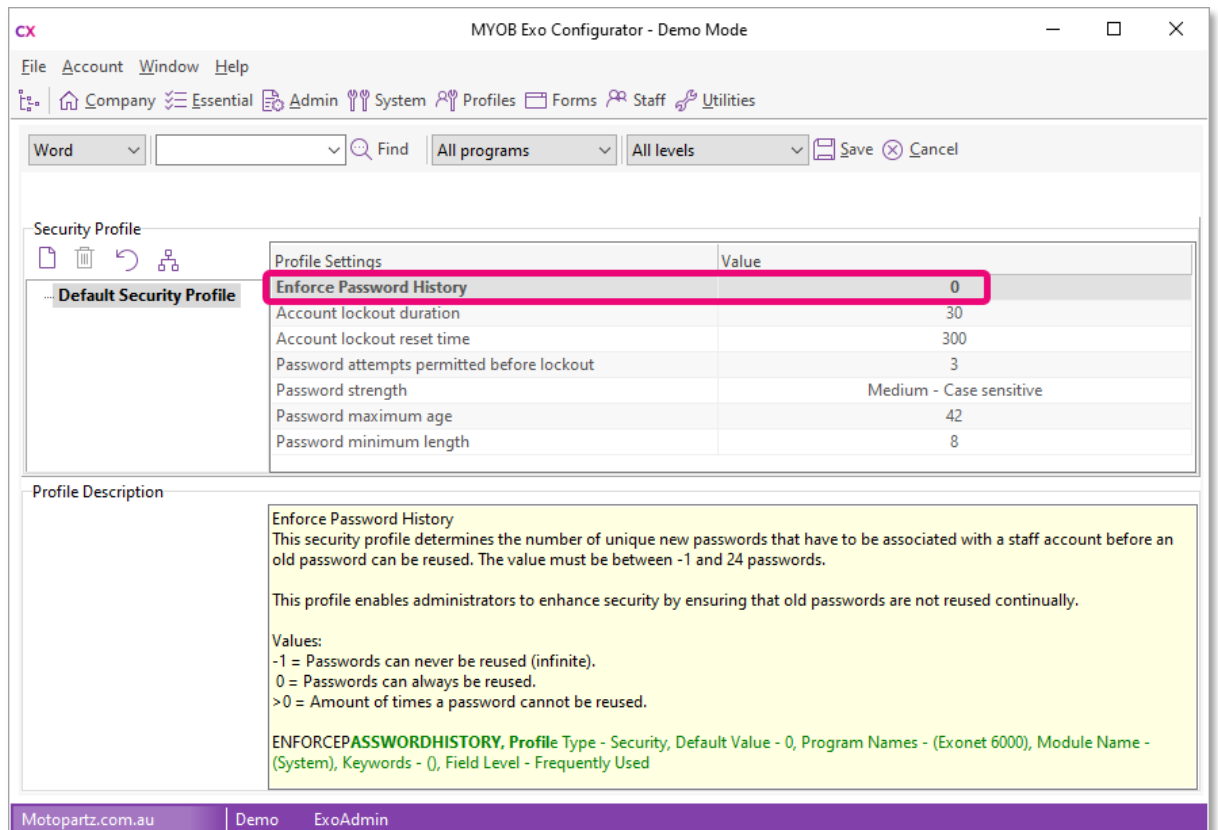 CX MYOB Exo Configurator - Demo Mode
File Account Window Help
Company Essential Admin System Profiles Forms Staff Utilities
Word Find All programs All levels Save Cancel
Security Profile
Profile Settings Value
Default Security Profile
Enforce Password History 0
Account lockout duration 30
Account lockout reset time 300
Password attempts permitted before lockout 3
Password strength Medium - Case sensitive
Password maximum age 42
Password minimum length 8
Profile Description
Enforce Password History
This security profile determines the number of unique new passwords that have to be associated with a staff account before an
old password can be reused. The value must be between -1 and 24 passwords.
This profile enables administrators to enhance security by ensuring that old passwords are not reused continually.
Values:
-1 = Passwords can never be reused (infinite).
0 = Passwords can always be reused.
>0 = Amount of times a password cannot be reused.
ENFORCEPASSWORDHISTORY, Profile Type - Security, Default Value - 0, Program Names - (Exonet 6000), Module Name -
(System), Keywords - (), Field Level - Frequently Used
Motopartz.com.au Demo ExoAdmin